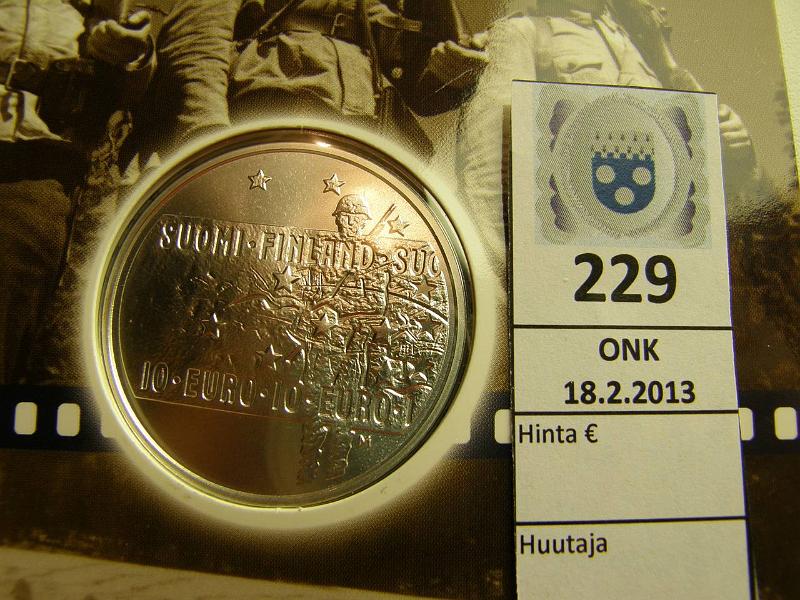 SUOMI·FINLAND·SUO
10·EURO·10·EURO·1
M
229
ONK
18.2.2013
Hinta €
Huutaja